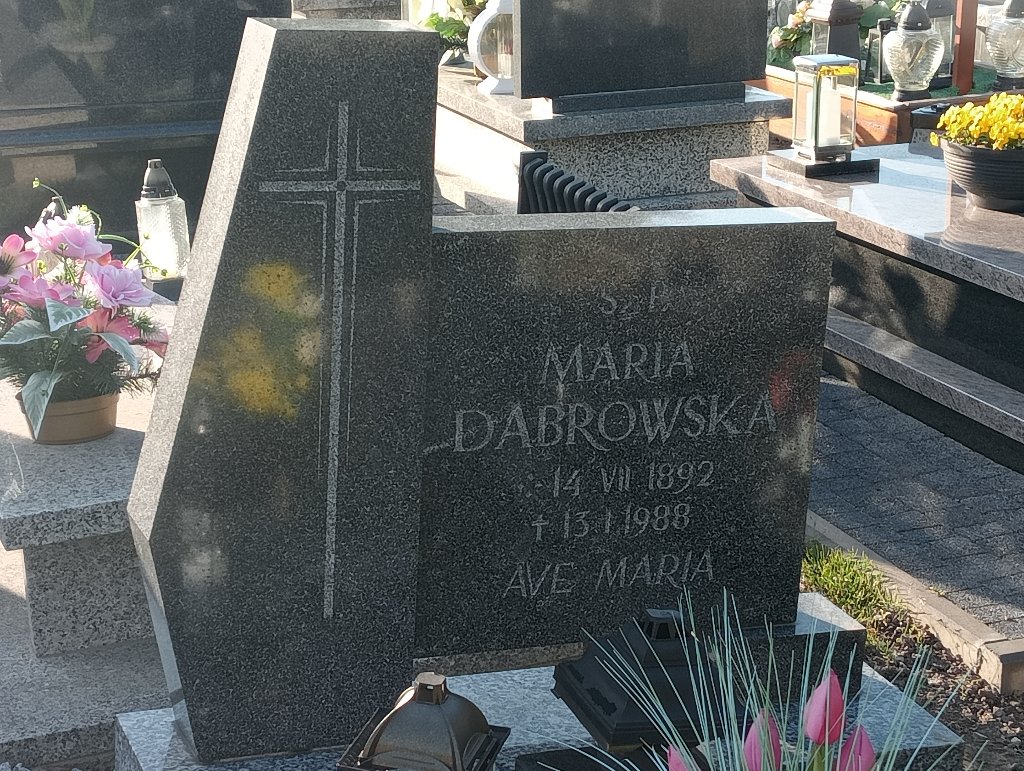 Ś. P.
MARIA
DĄBROWSKA
* 14 VII 1892
✝ 13 I 1988
AVE MARIA